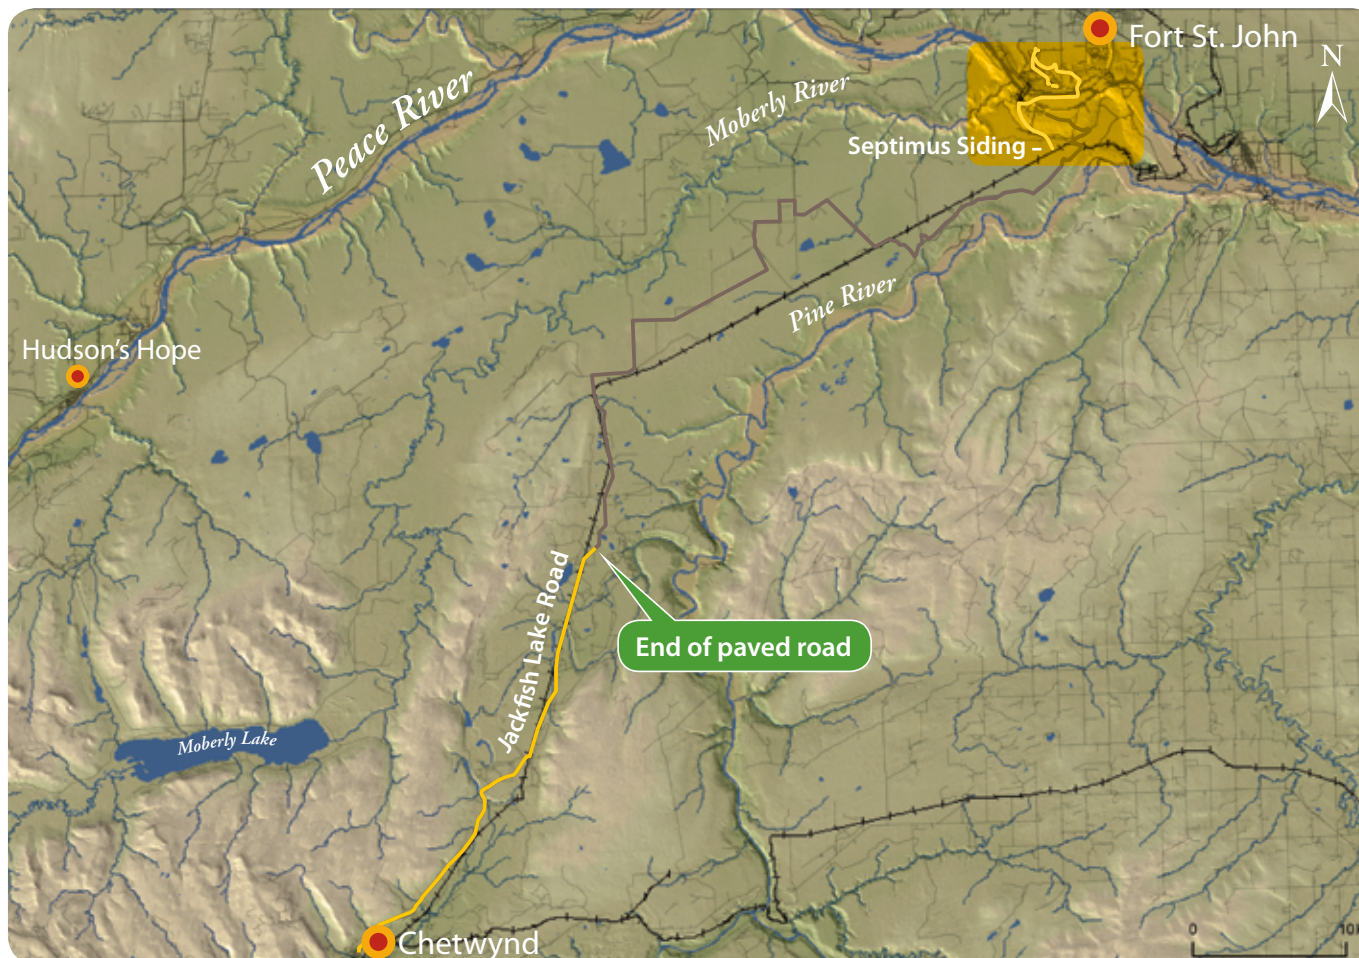 Fort St. John
N
Peace River
Moberly River
Septimus Siding
Pine River
Hudson's Hope
Jackfish Lake Road
End of paved road
Moberly Lake
Chetwynd
0